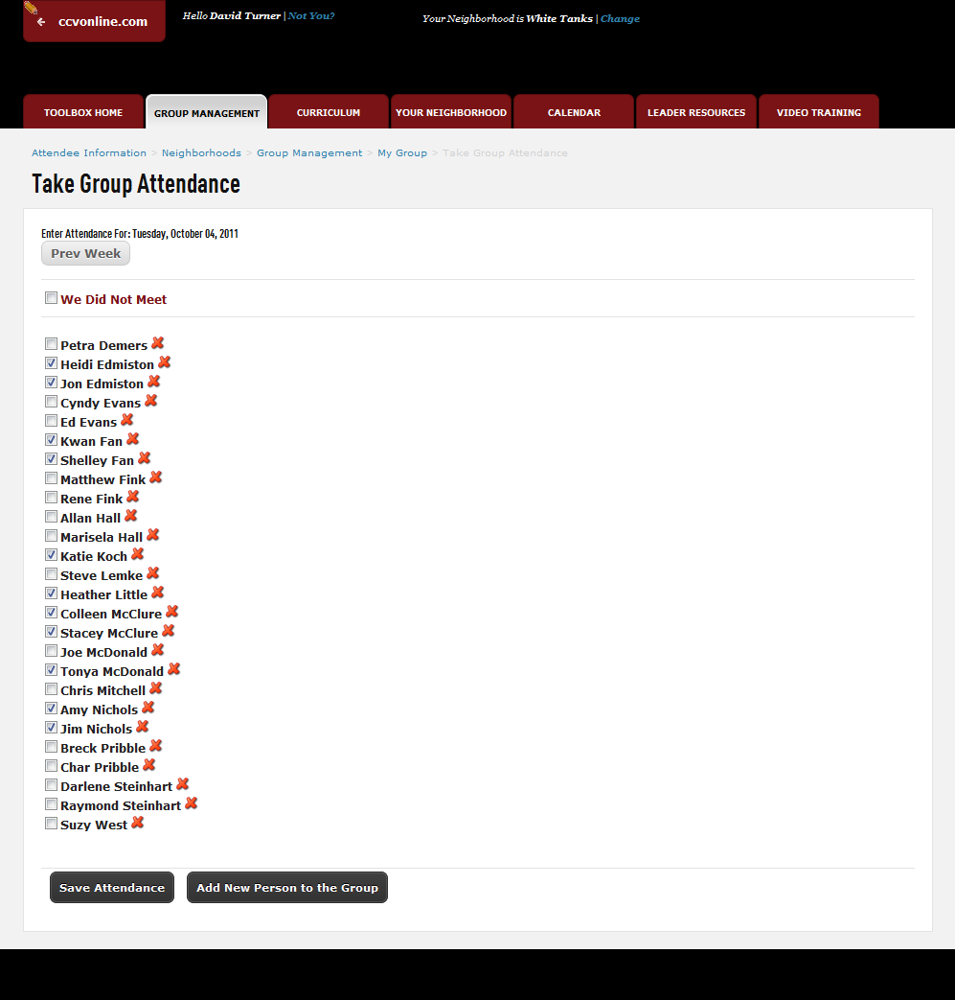 ccvonline.com
Hello David Turner | Not You?
Your Neighborhood is White Tanks | Change
TOOLBOX HOME
GROUP MANAGEMENT
CURRICULUM
YOUR NEIGHBORHOOD
CALENDAR
LEADER RESOURCES
VIDEO TRAINING
Attendee Information > Neighborhoods > Group Management > My Group > Take Group Attendance
Take Group Attendance
Enter Attendance For: Tuesday, October 04, 2011
Prev Week
We Did Not Meet
Petra Demers
Heidi Edmiston
Jon Edmiston
Cyndy Evans
Ed Evans
Kwan Fan
Shelley Fan
Matthew Fink
Rene Fink
Allan Hall
Marisela Hall
Katie Koch
Steve Lemke
Heather Little
Colleen McClure
Stacey McClure
Joe McDonald
Tonya McDonald
Chris Mitchell
Amy Nichols
Jim Nichols
Breck Pribble
Char Pribble
Darlene Steinhart
Raymond Steinhart
Suzy West
Save Attendance
Add New Person to the Group